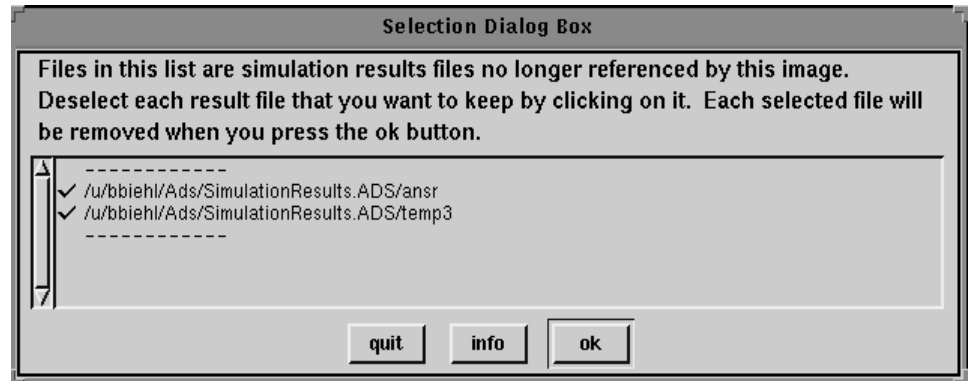 Selection Dialog Box
Files in this list are simulation results files no longer referenced by this image.
Deselect each result file that you want to keep by clicking on it. Each selected file will
be removed when you press the ok button.
------------
✓ /u/bbiehl/Ads/SimulationResults.ADS/ansr
✓ /u/bbiehl/Ads/SimulationResults.ADS/temp3
------------
quit info ok